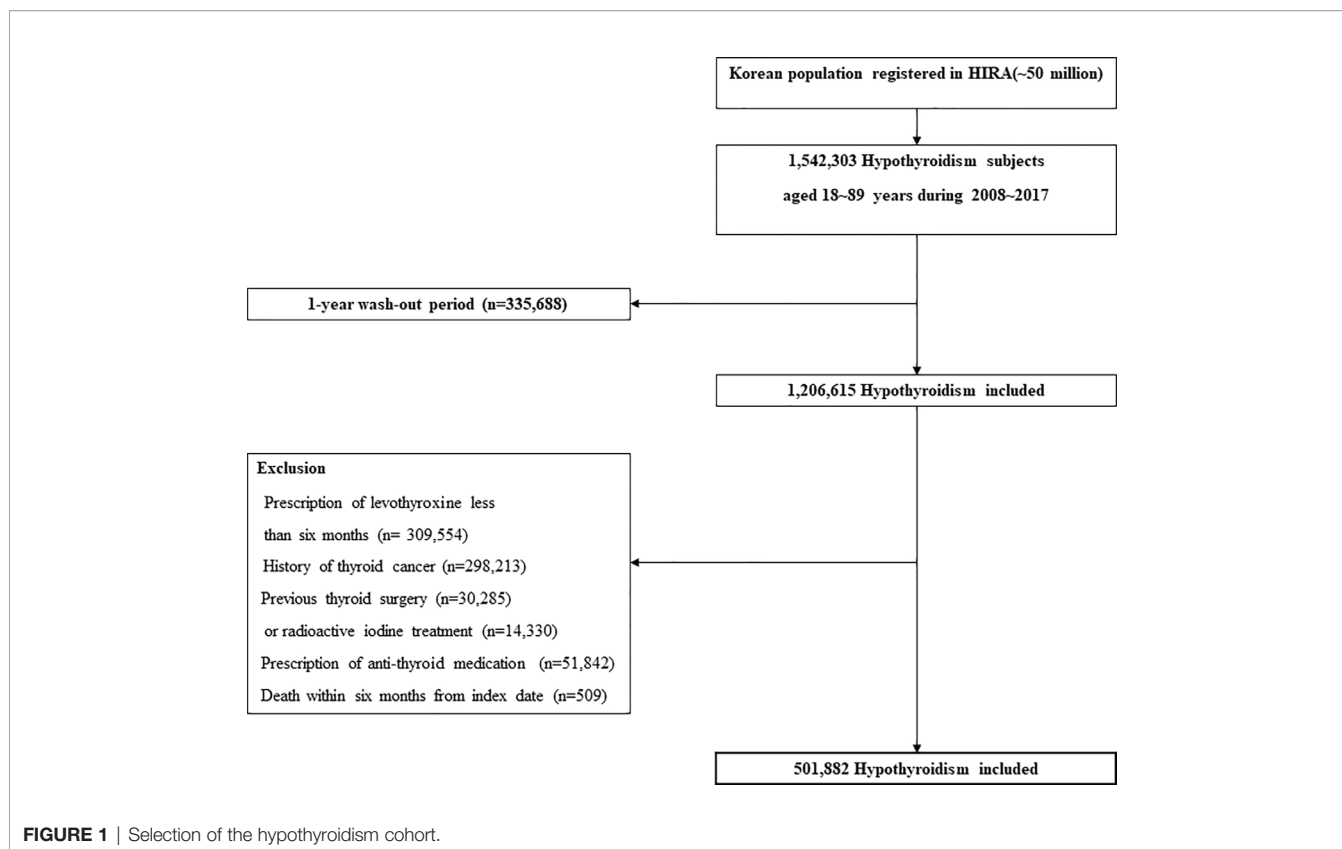 Korean population registered in HIRA(~50 million)
1,542,303 Hypothyroidism subjects
aged 18~89 years during 2008~2017
1-year wash-out period (n=335,688)
1,206,615 Hypothyroidism included
Exclusion
Prescription of levothyroxine less
than six months (n= 309,554)
History of thyroid cancer (n=298,213)
Previous thyroid surgery (n=30,285)
or radioactive iodine treatment (n=14,330)
Prescription of anti-thyroid medication (n=51,842)
Death within six months from index date (n=509)
501,882 Hypothyroidism included
FIGURE 1 | Selection of the hypothyroidism cohort.